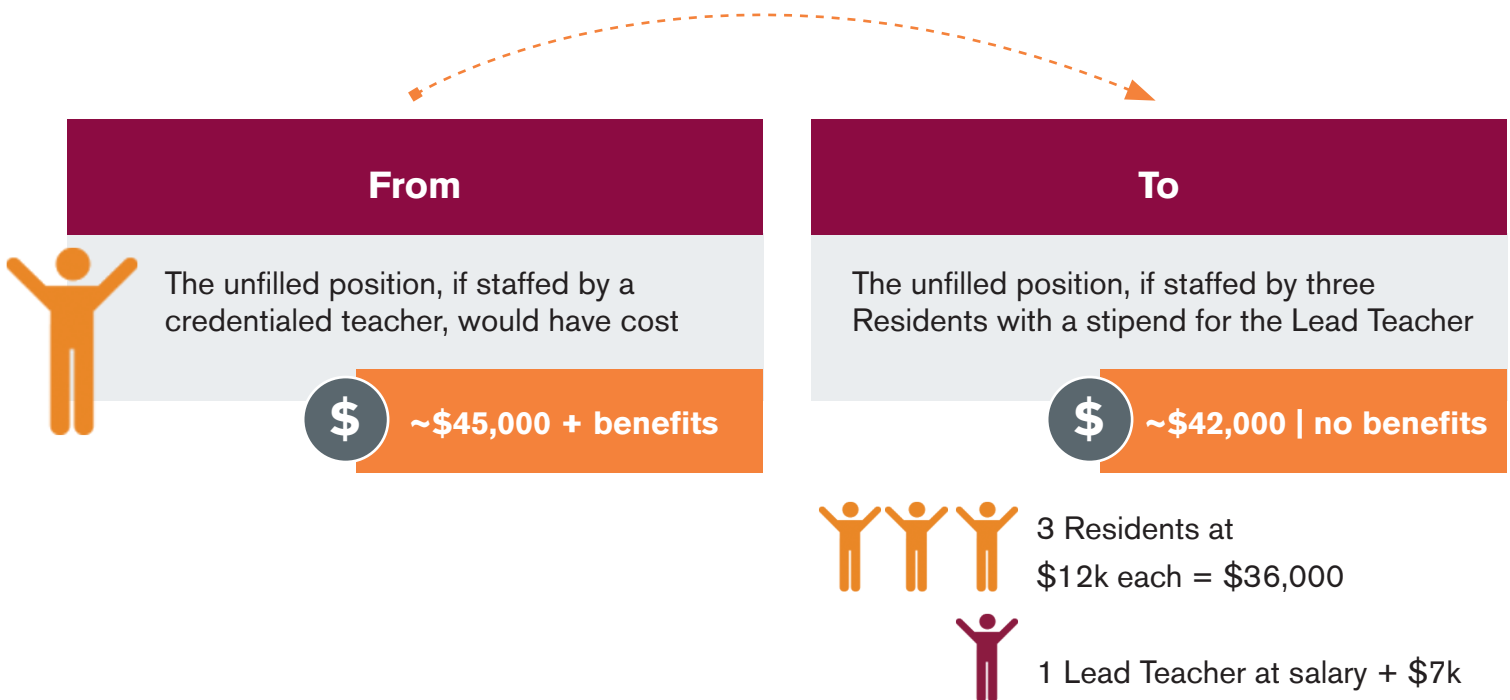 From
The unfilled position, if staffed by a
credentialed teacher, would have cost
$
~$45,000 + benefits
To
The unfilled position, if staffed by three
Residents with a stipend for the Lead Teacher
$
~$42,000 | no benefits
3 Residents at
$12k each = $36,000
1 Lead Teacher at salary + $7k